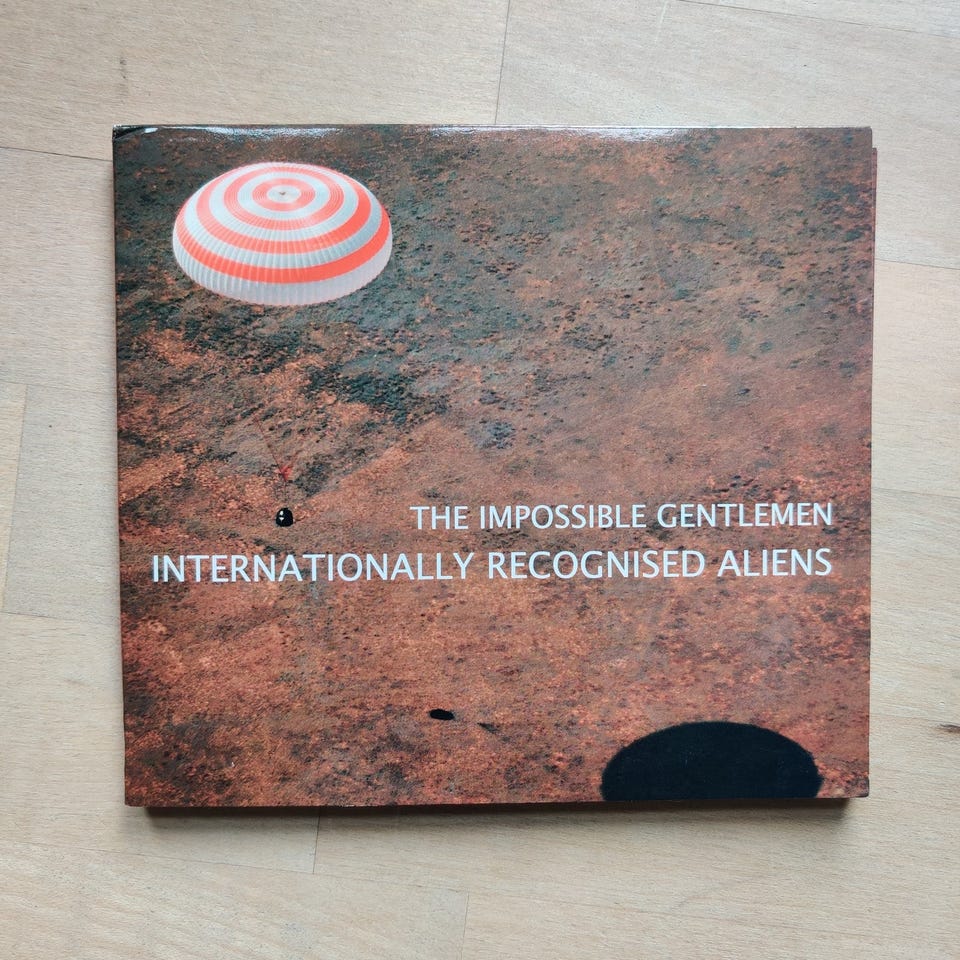 THE IMPOSSIBLE GENTLEMEN
INTERNATIONALLY RECOGNISED ALIENS